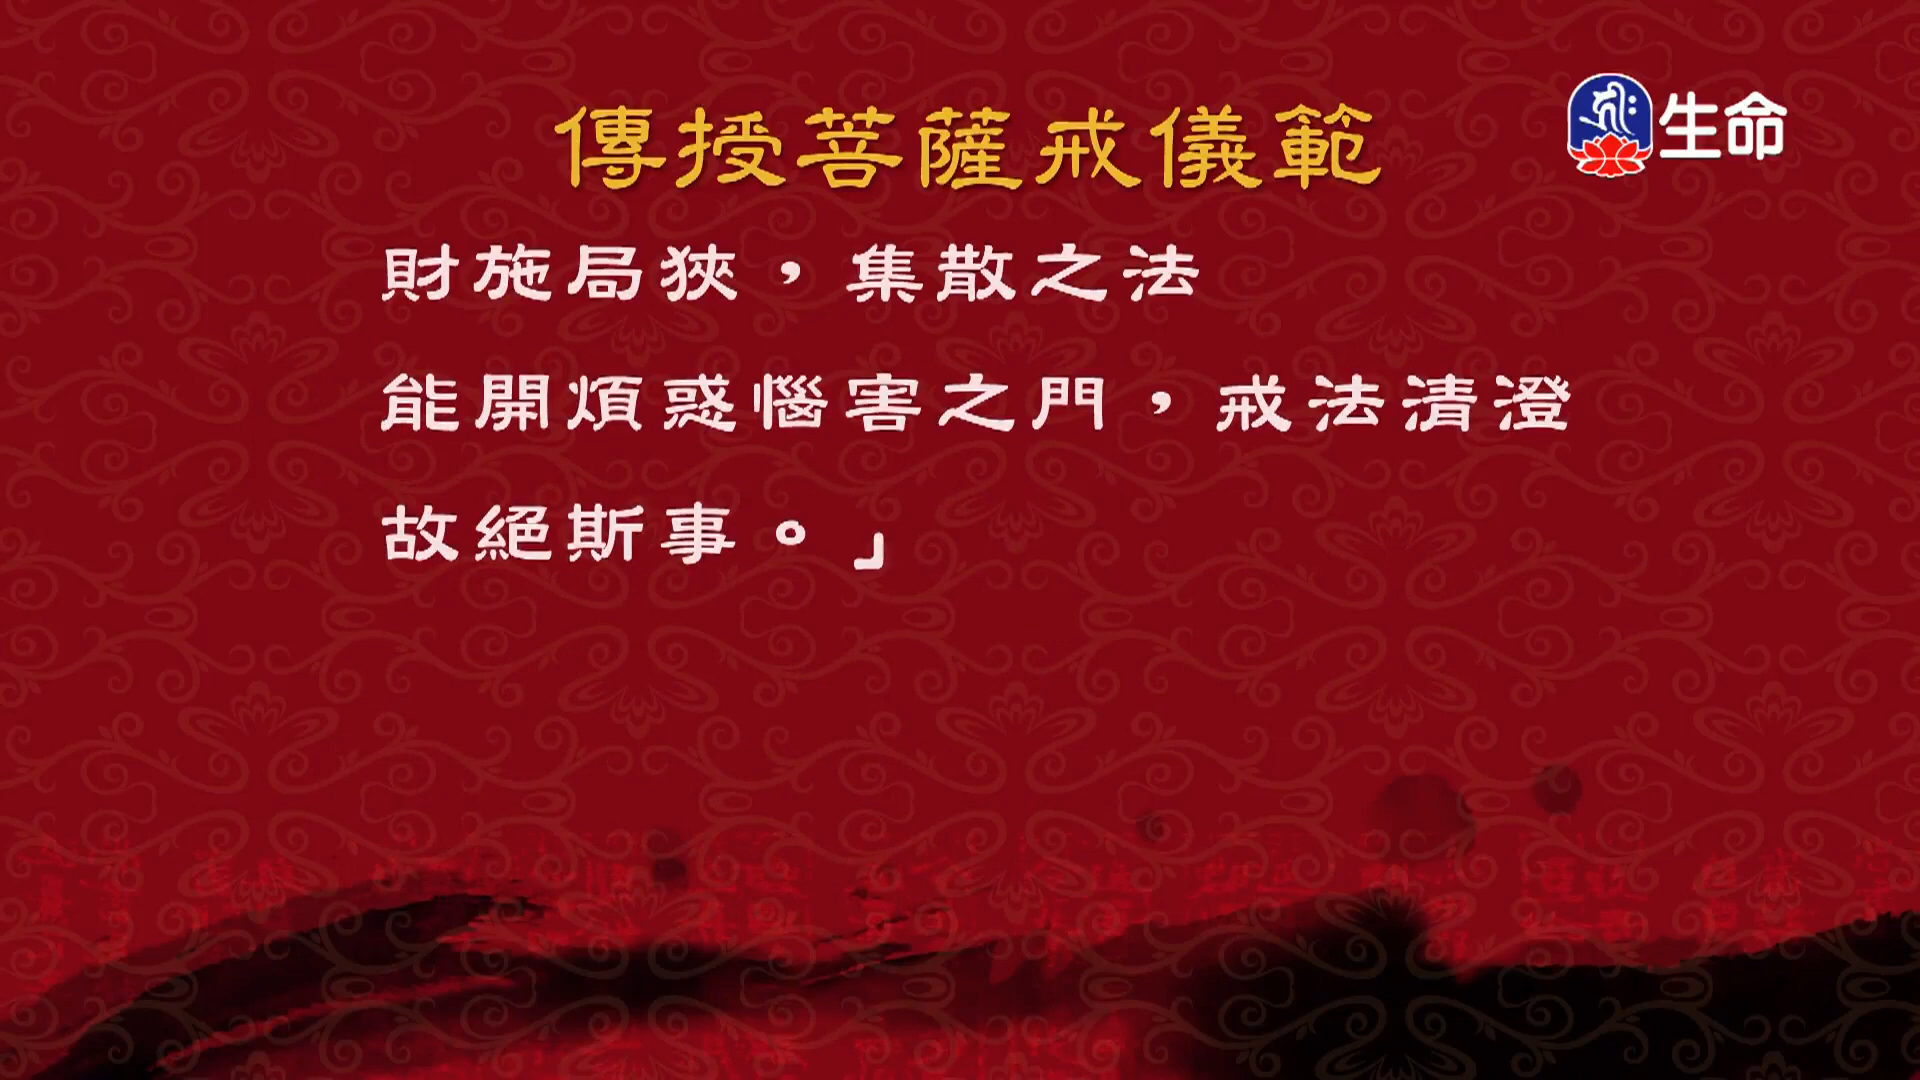 傳授菩薩戒儀範
生命
財施局狹，集散之法
能開煩惑惱害之門，戒法清澄
故絕斯事。」